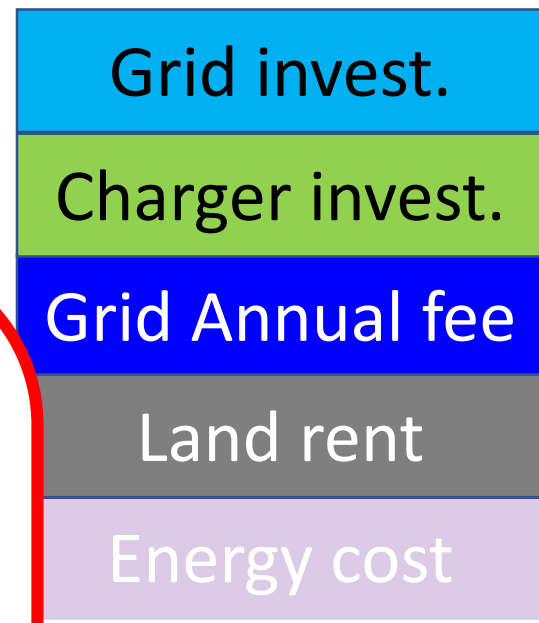 Grid invest.
Charger invest.
Grid Annual fee
Land rent
Energy cost